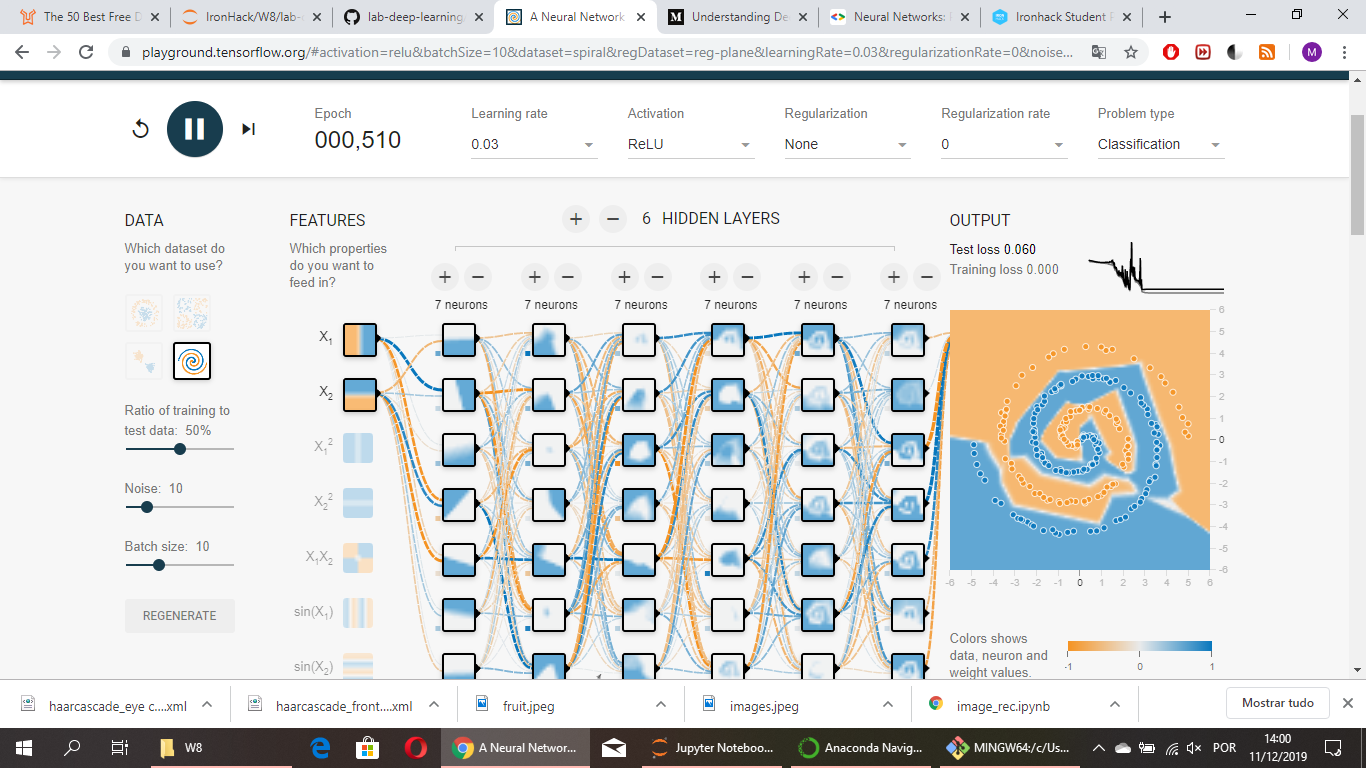 The 50 Best Free D
IronHack/W8/lab-
lab-deep-learning
A Neural Network
Understanding De
Neural Networks:
Ironhack Student
playground.tensorflow.org/#activation=relu&batchSize=10&dataset=spiral&regDataset=reg-plane&learningRate=0.03&regularizationRate=0&noise...
M
Epoch
000,510
Learning rate
0.03
Activation
ReLU
Regularization
None
Regularization rate
0
Problem type
Classification
DATA
Which dataset do
you want to use?
Ratio of training to
test data: 50%
Noise: 10
Batch size: 10
REGENERATE
FEATURES
Which properties
do you want to
feed in?
X1
X2
X1²
X2²
X1X2
sin(X1)
sin(X2)
+ − 6 HIDDEN LAYERS
+ − + − + − + − + − + −
7 neurons 7 neurons 7 neurons 7 neurons 7 neurons 7 neurons
OUTPUT
Test loss 0.060
Training loss 0.000
6
5
4
3
2
1
0
-1
-2
-3
-4
-5
-6
-6 -5 -4 -3 -2 -1 0 1 2 3 4 5 6
Colors shows
data, neuron and
weight values.
-1 0 1
haarcascade_eye c....xml
haarcascade_front....xml
fruit.jpeg
images.jpeg
image_rec.ipynb
Mostrar tudo
W8
A Neural Networ...
Jupyter Noteboo...
Anaconda Navig...
MINGW64:/c/Us...
POR
14:00
11/12/2019